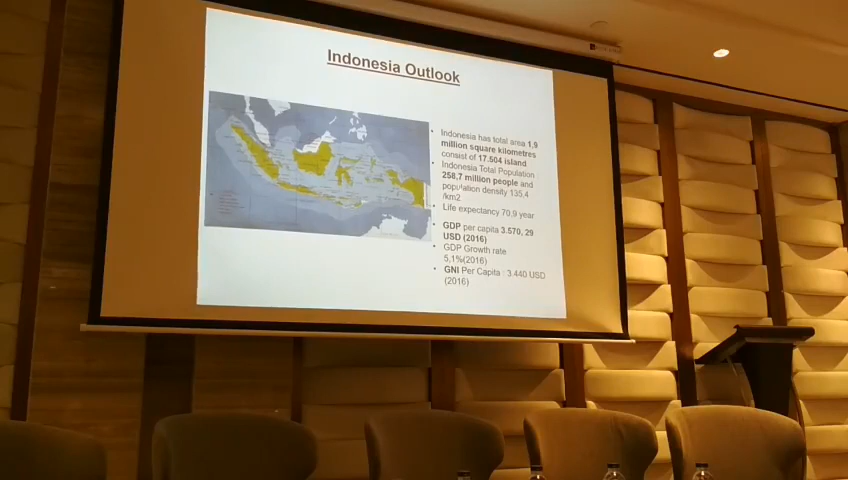 Indonesia Outlook
• Indonesia has total area 1,9
million square kilometres
consist of 17.504 island
• Indonesia Total Population
258,7 million people and
population density 135,4
/km2
• Life expectancy 70,9 year
• GDP per capita 3.570, 29
USD (2016)
• GDP Growth rate
5,1%(2016)
• GNI Per Capita : 3.440 USD
(2016)